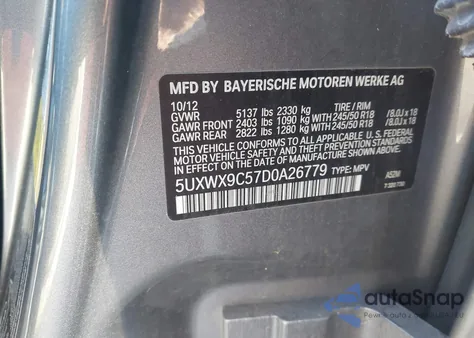 MFD BY BAYERISCHE MOTOREN WERKE AG
10/12 TIRE / RIM
GVWR 5137 lbs 2330 kg
GAWR FRONT 2403 lbs 1090 kg WITH 245/50 R18 /8.0J x 18
GAWR REAR 2822 lbs 1280 kg WITH 245/50 R18 /8.0J x 18
THIS VEHICLE CONFORMS TO ALL APPLICABLE
FEDERAL MOTOR VEHICLE SAFETY STANDARDS IN
EFFECT ON THE DATE OF MANUFACTURE SHOWN ABOVE.
5UXWX9C57D0A26779 TYPE: MPV
autoSnap